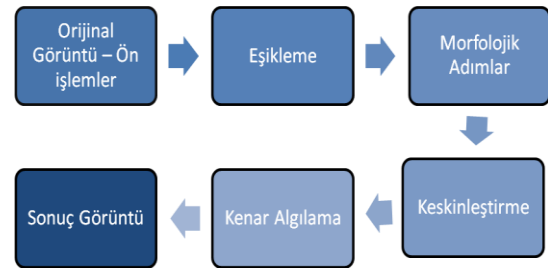 Orijinal
Görüntü – Ön
işlemler
Eşikleme
Morfolojik
Adımlar
Keskinleştirme
Kenar Algılama
Sonuç Görüntü